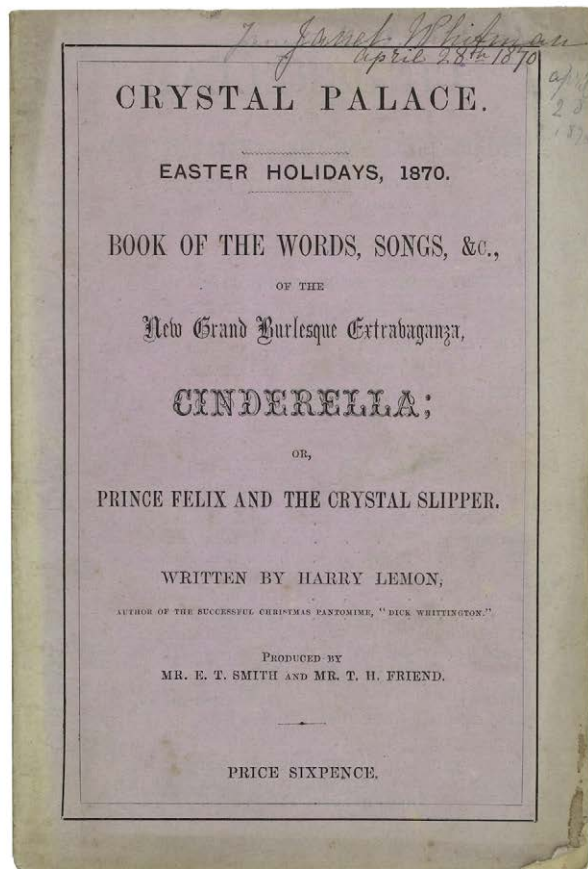 Janet Whitman
April 28th 1870
CRYSTAL PALACE.
EASTER HOLIDAYS, 1870.
BOOK OF THE WORDS, SONGS, &c.,
OF THE
New Grand Burlesque Extravaganza,
CINDERELLA;
OR,
PRINCE FELIX AND THE CRYSTAL SLIPPER.
WRITTEN BY HARRY LEMON,
AUTHOR OF THE SUCCESSFUL CHRISTMAS PANTOMIME, "DICK WHITTINGTON."
PRODUCED BY
MR. E. T. SMITH AND MR. T. H. FRIEND.
PRICE SIXPENCE.